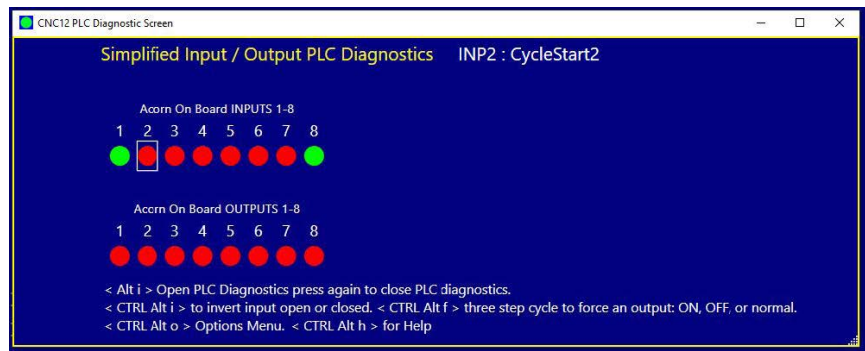 CNC12 PLC Diagnostic Screen
Simplified Input / Output PLC Diagnostics INP2 : CycleStart2
Acorn On Board INPUTS 1-8
1 2 3 4 5 6 7 8
Acorn On Board OUTPUTS 1-8
1 2 3 4 5 6 7 8
< Alt i > Open PLC Diagnostics press again to close PLC diagnostics.
< CTRL Alt i > to invert input open or closed. < CTRL Alt f > three step cycle to force an output: ON, OFF, or normal.
< CTRL Alt o > Options Menu. < CTRL Alt h > for Help